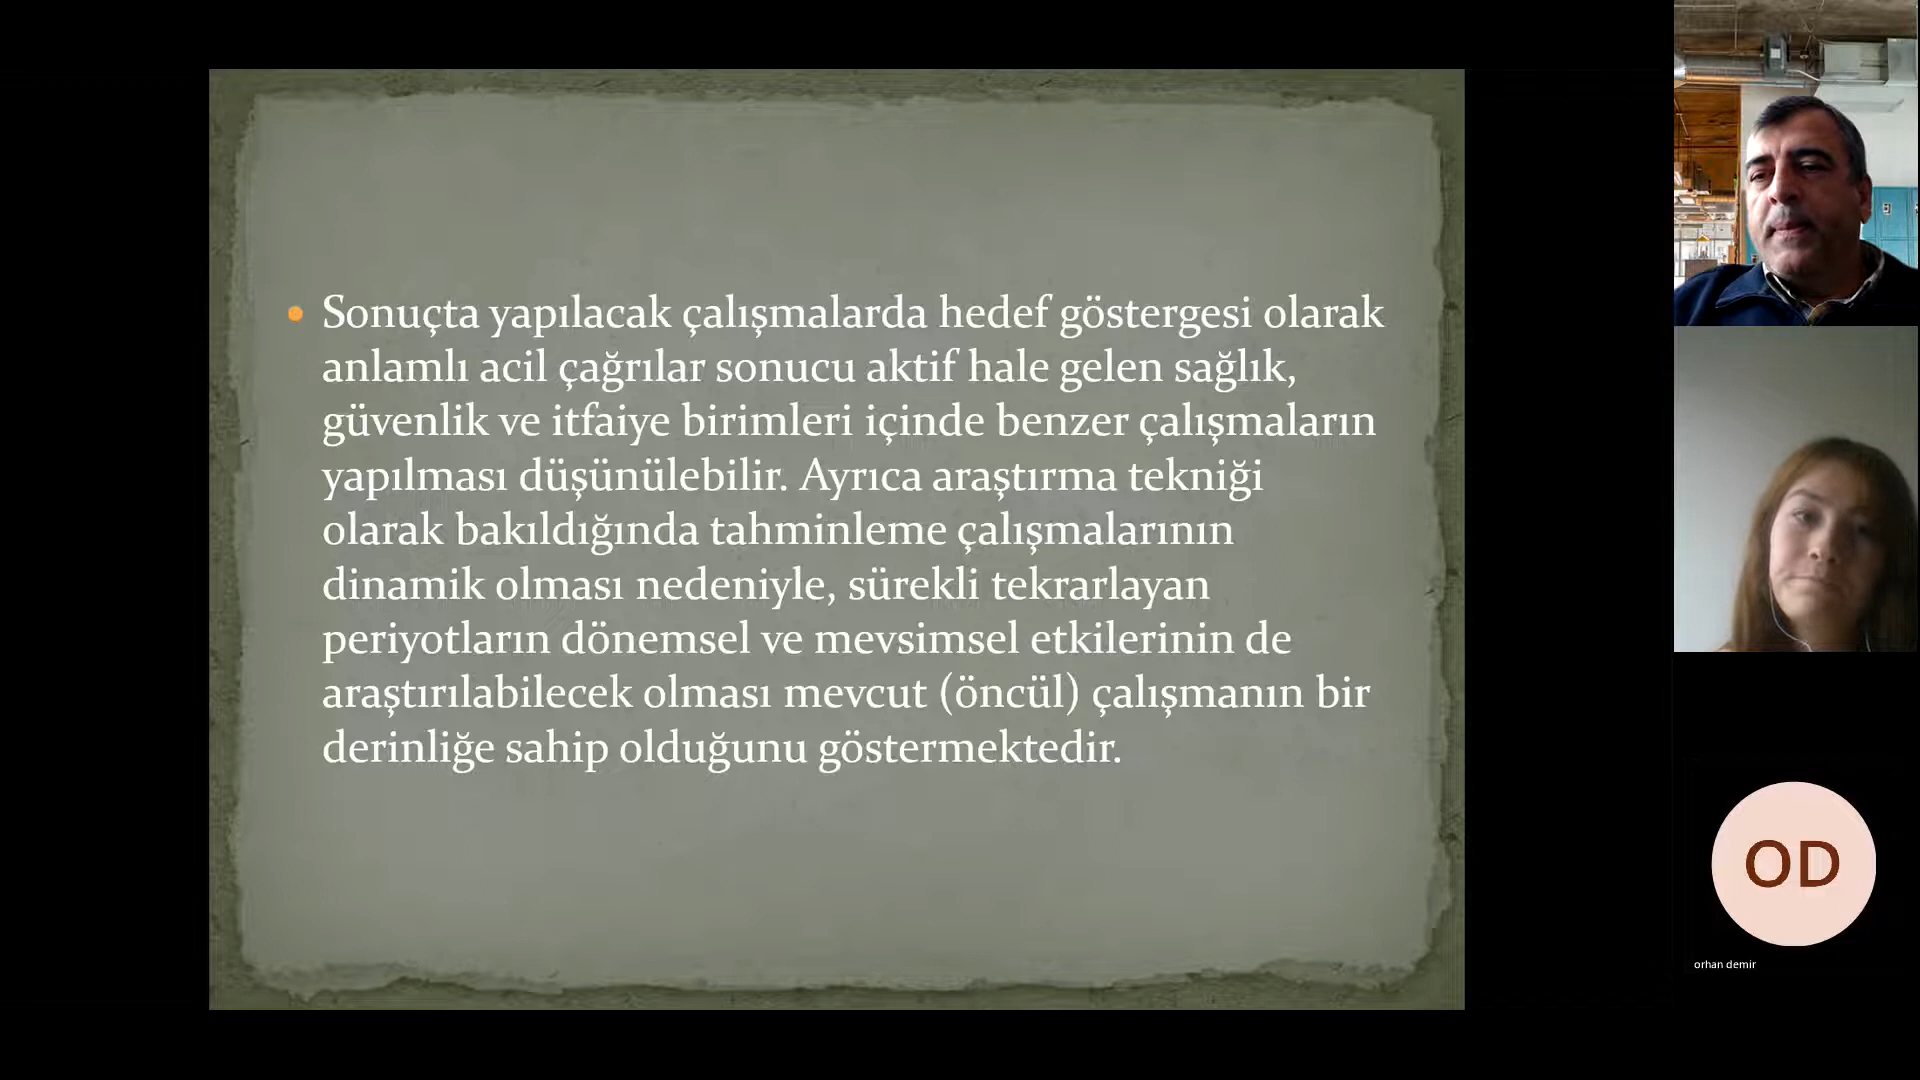 Sonuçta yapılacak çalışmalarda hedef göstergesi olarak
anlamlı acil çağrılar sonucu aktif hale gelen sağlık,
güvenlik ve itfaiye birimleri içinde benzer çalışmaların
yapılması düşünülebilir. Ayrıca araştırma tekniği
olarak bakıldığında tahminleme çalışmalarının
dinamik olması nedeniyle, sürekli tekrarlayan
periyotların dönemsel ve mevsimsel etkilerinin de
araştırılabilecek olması mevcut (öncül) çalışmanın bir
derinliğe sahip olduğunu göstermektedir.
OD
orhan demir